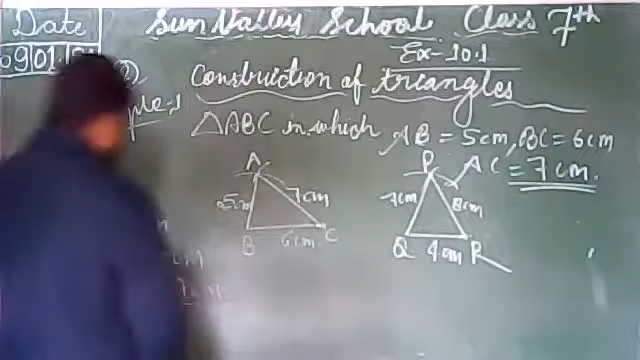 Date
Sun Valley School Class 7th
Ex-10.1
Construction of triangles
△ABC in which AB = 5cm, BC = 6cm
AC = 7cm.
A
5cm
7cm
B
6cm
C
P
8cm
Q
4cm
R